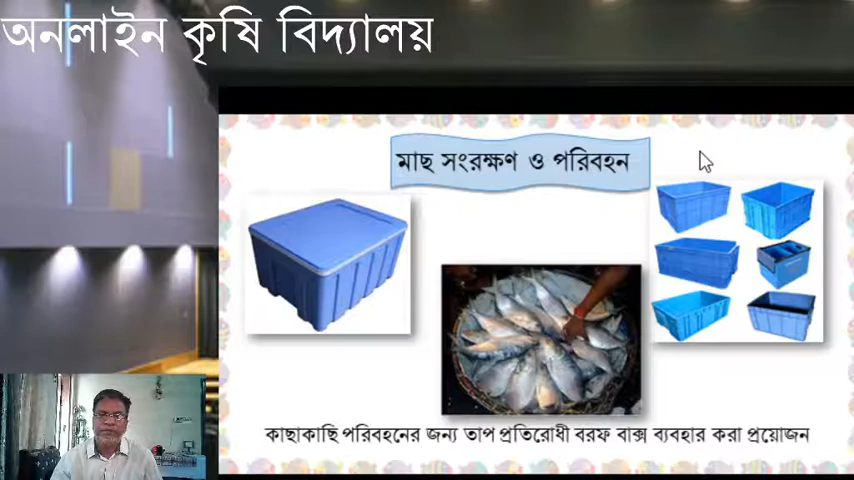 অনলাইন কৃষি বিদ্যালয়
মাছ সংরক্ষণ ও পরিবহন
কাছাকাছি পরিবহনের জন্য তাপ প্রতিরোধী বরফ বাক্স ব্যবহার করা প্রয়োজন